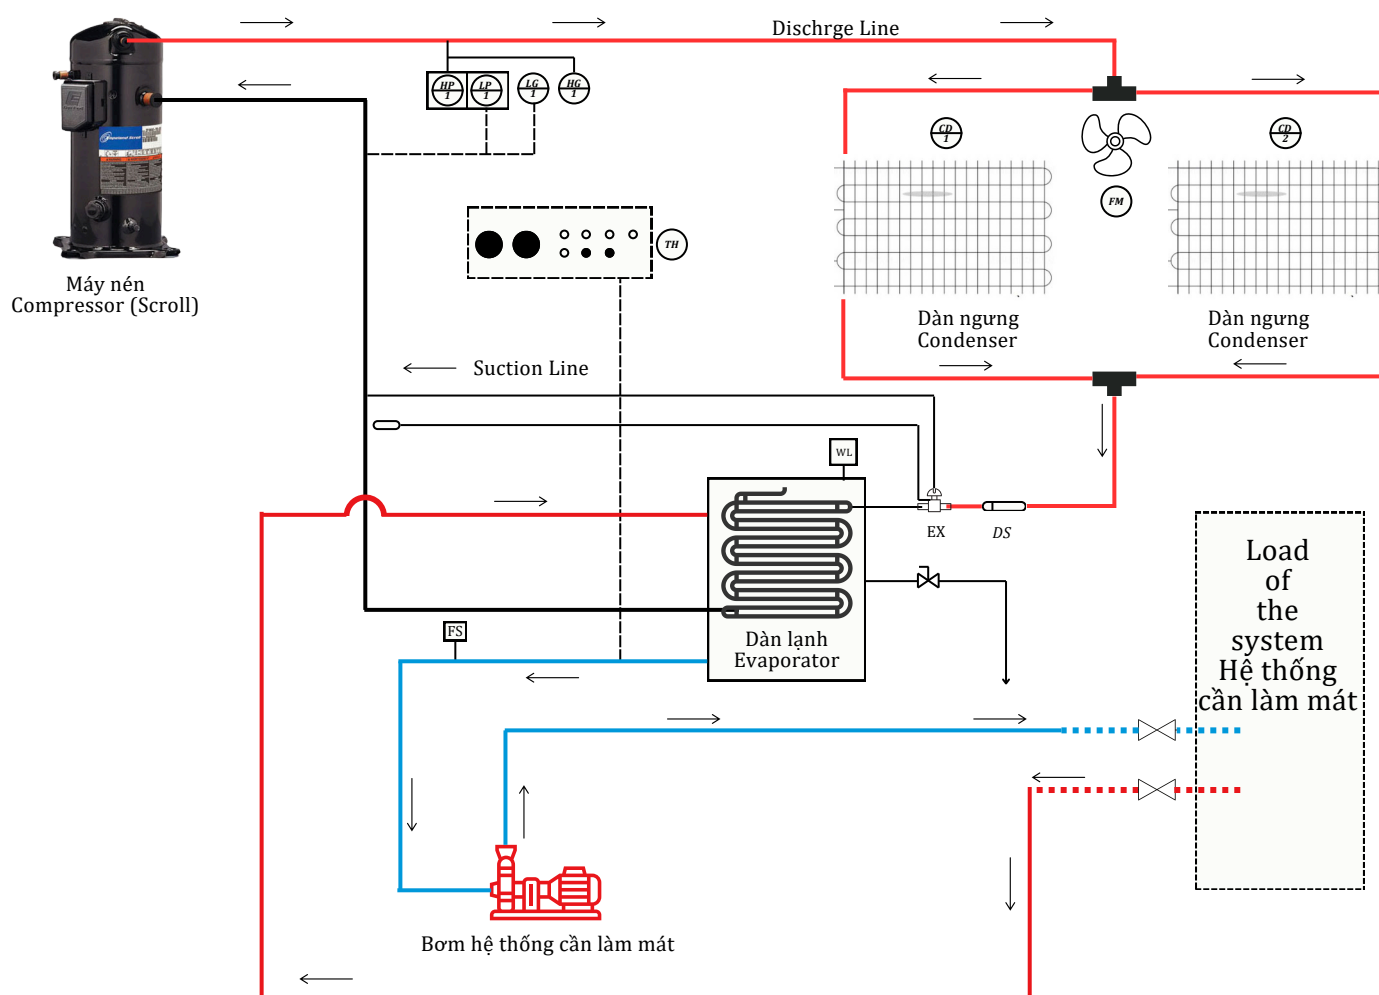 Dischrge Line
HP
1
LP
1
LG
1
HG
1
CD
1
CD
2
FM
TH
Máy nén
Compressor (Scroll)
Dàn ngưng
Condenser
Dàn ngưng
Condenser
Suction Line
WL
EX
DS
Load
of
the
system
Hệ thống
cần làm mát
Dàn lạnh
Evaporator
FS
Bơm hệ thống cần làm mát